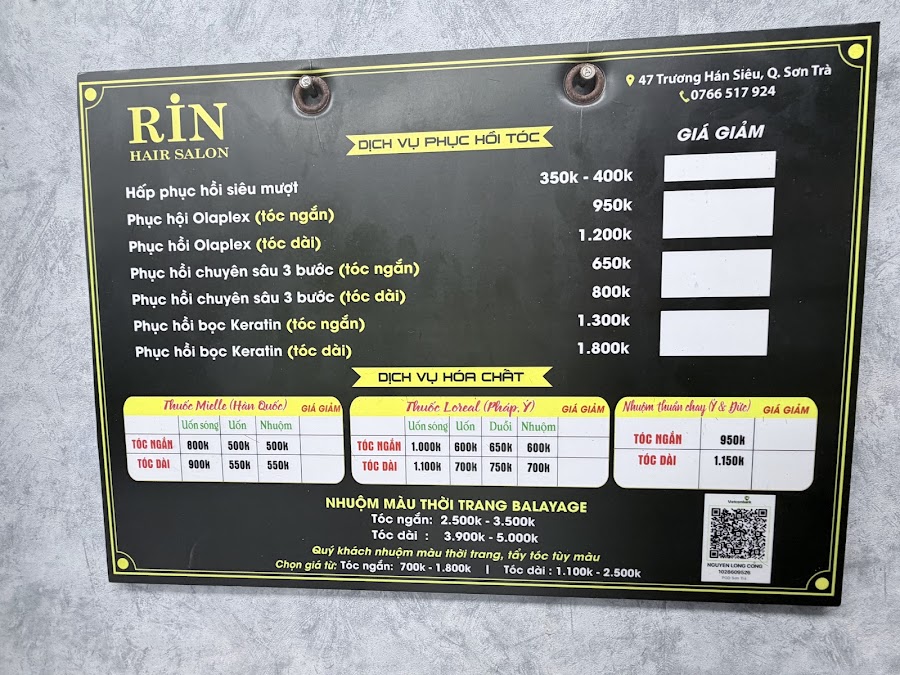 RiN
HAIR SALON
47 Trương Hán Siêu, Q. Sơn Trà
0766 517 924
DỊCH VỤ PHỤC HỒI TÓC
GIÁ GIẢM
Hấp phục hồi siêu mượt 350k - 400k
Phục hội Olaplex (tóc ngắn) 950k
Phục hồi Olaplex (tóc dài) 1.200k
Phục hồi chuyên sâu 3 bước (tóc ngắn) 650k
Phục hồi chuyên sâu 3 bước (tóc dài) 800k
Phục hồi bọc Keratin (tóc ngắn) 1.300k
Phục hồi bọc Keratin (tóc dài) 1.800k
DỊCH VỤ HÓA CHẤT
Thuốc Mielle (Hàn Quốc) GIÁ GIẢM
Uốn sóng Uốn Nhuộm
TÓC NGẮN 800k 500k 500k
TÓC DÀI 900k 550k 550k
Thuốc Loreal (Pháp, Ý) GIÁ GIẢM
Uốn sóng Uốn Duỗi Nhuộm
TÓC NGẮN 1.000k 600k 650k 600k
TÓC DÀI 1.100k 700k 750k 700k
Nhuộm thuần chay (Ý & Đức) GIÁ GIẢM
TÓC NGẮN 950k
TÓC DÀI 1.150k
NHUỘM MÀU THỜI TRANG BALAYAGE
Tóc ngắn: 2.500k - 3.500k
Tóc dài : 3.900k - 5.000k
Quý khách nhuộm màu thời trang, tẩy tóc tùy màu
Chọn giá từ: Tóc ngắn: 700k - 1.800k | Tóc dài : 1.100k - 2.500k
Vietcombank
NGUYEN LONG CONG
1028609526